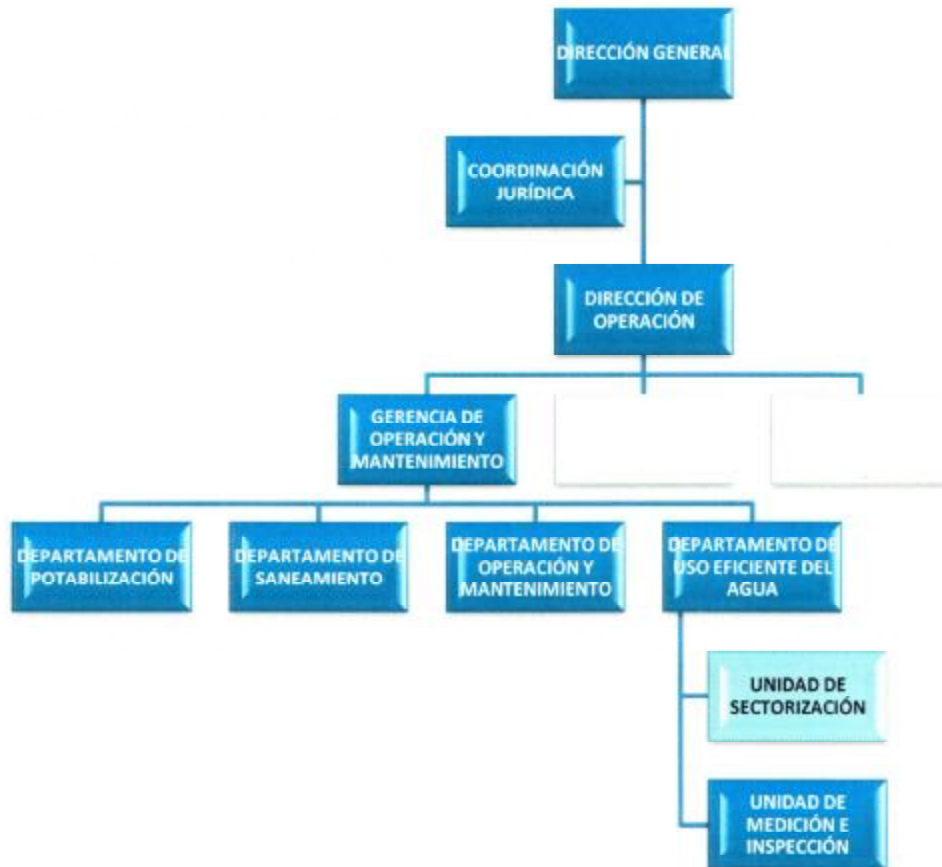 DIRECCIÓN GENERAL
COORDINACIÓN
JURÍDICA
DIRECCIÓN DE
OPERACIÓN
GERENCIA DE
OPERACIÓN Y
MANTENIMIENTO
DEPARTAMENTO DE
POTABILIZACIÓN
DEPARTAMENTO DE
SANEAMIENTO
DEPARTAMENTO DE
OPERACIÓN Y
MANTENIMIENTO
DEPARTAMENTO DE
USO EFICIENTE DEL
AGUA
UNIDAD DE
SECTORIZACIÓN
UNIDAD DE
MEDICIÓN E
INSPECCIÓN